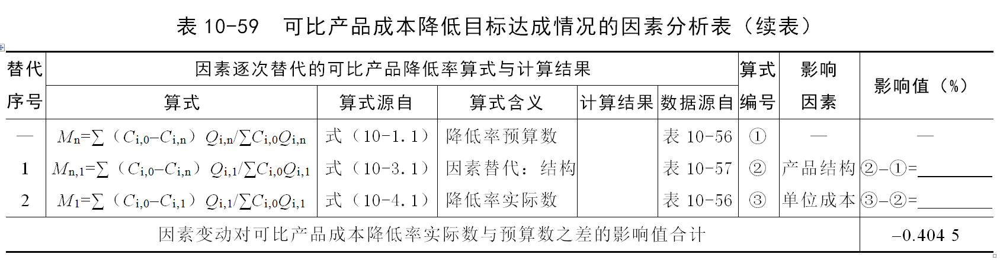 表 10-59 可比产品成本降低目标达成情况的因素分析表（续表）
替代序号 因素逐次替代的可比产品降低率算式与计算结果 算式编号 影响因素 影响值（%）
算式 算式源自 算式含义 计算结果 数据源自
— Mn=∑（Ci,0–Ci,n）Qi,n/∑Ci,0Qi,n 式（10-1.1） 降低率预算数 表 10-56 ① — —
1 Mn,1=∑（Ci,0–Ci,n）Qi,1/∑Ci,0Qi,1 式（10-3.1） 因素替代：结构 表 10-57 ② 产品结构 ②–①=
2 M1=∑（Ci,0–Ci,1）Qi,1/∑Ci,0Qi,1 式（10-4.1） 降低率实际数 表 10-56 ③ 单位成本 ③–②=
因素变动对可比产品成本降低率实际数与预算数之差的影响值合计 –0.404 5